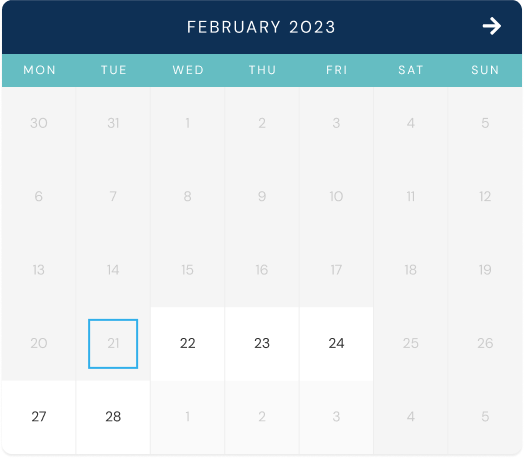 FEBRUARY 2023
MON TUE WED THU FRI SAT SUN
30 31 1 2 3 4 5
6 7 8 9 10 11 12
13 14 15 16 17 18 19
20 21 22 23 24 25 26
27 28 1 2 3 4 5